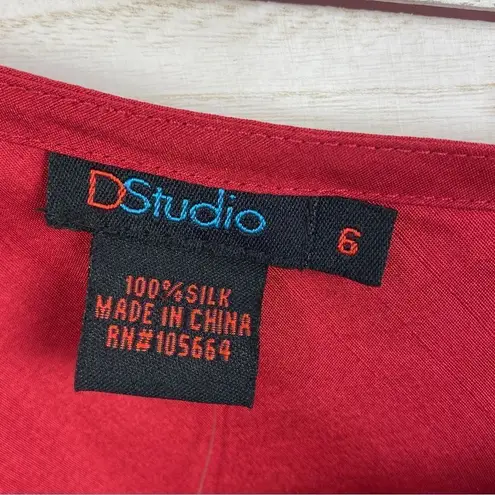 DStudio 6
100% SILK
MADE IN CHINA
RN#105664